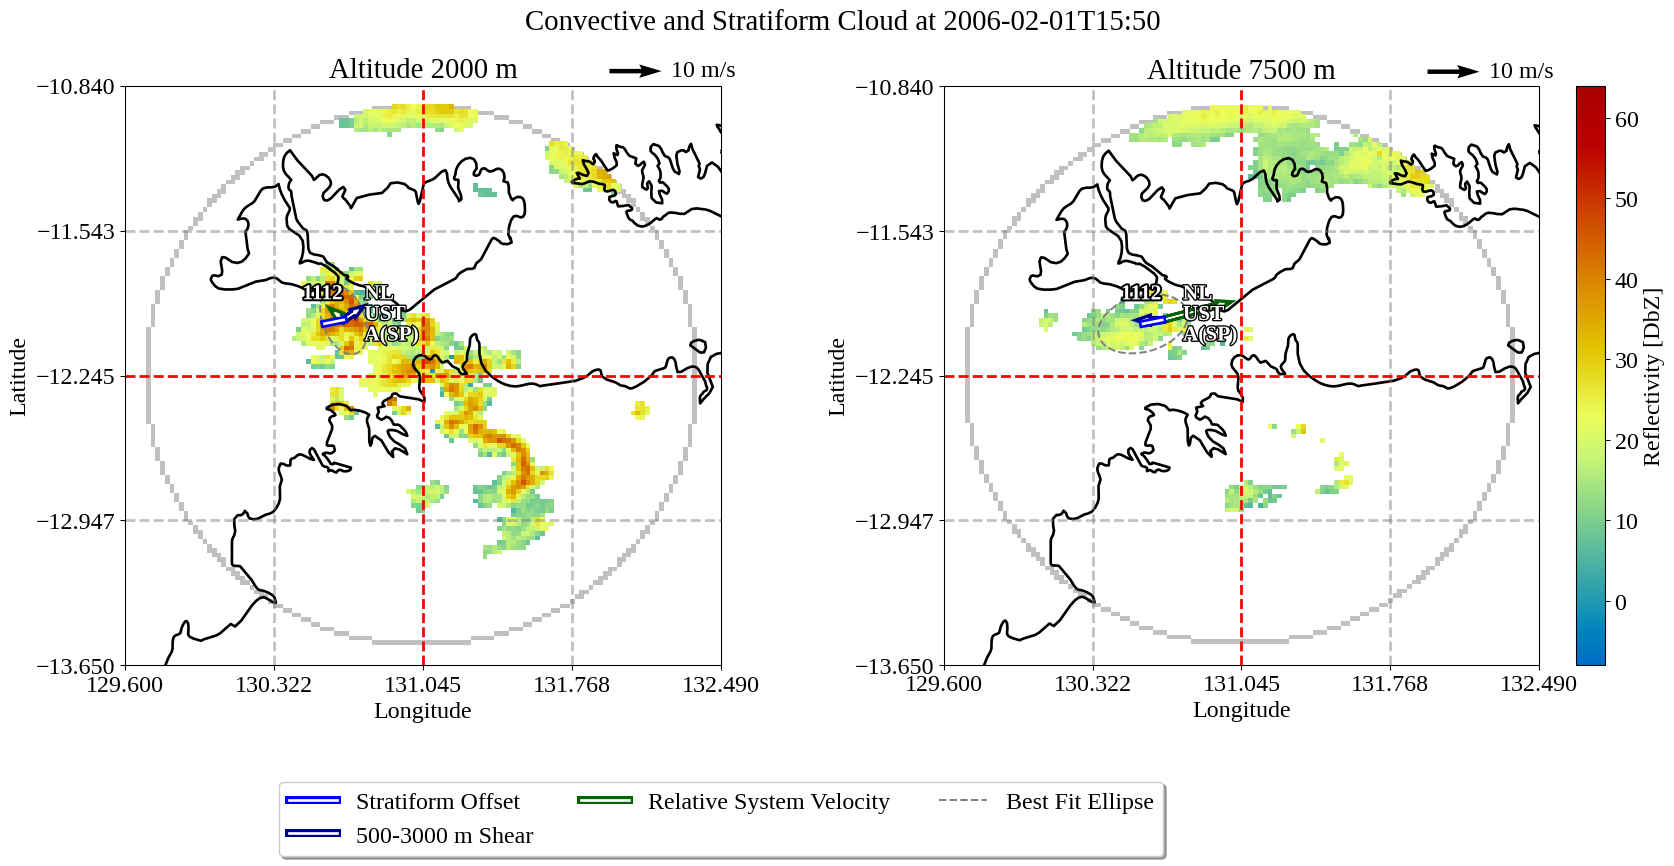 Convective and Stratiform Cloud at 2006-02-01T15:50
Altitude 2000 m
10 m/s
−10.840
−11.543
−12.245
−12.947
−13.650
129.600
130.322
131.045
131.768
132.490
Latitude
Longitude
1112
NL
UST
A(SP)
Altitude 7500 m
10 m/s
−10.840
−11.543
−12.245
−12.947
−13.650
129.600
130.322
131.045
131.768
132.490
Latitude
Longitude
1112
NL
UST
A(SP)
60
50
40
30
20
10
0
Reflectivity [DbZ]
Stratiform Offset
500-3000 m Shear
Relative System Velocity
Best Fit Ellipse